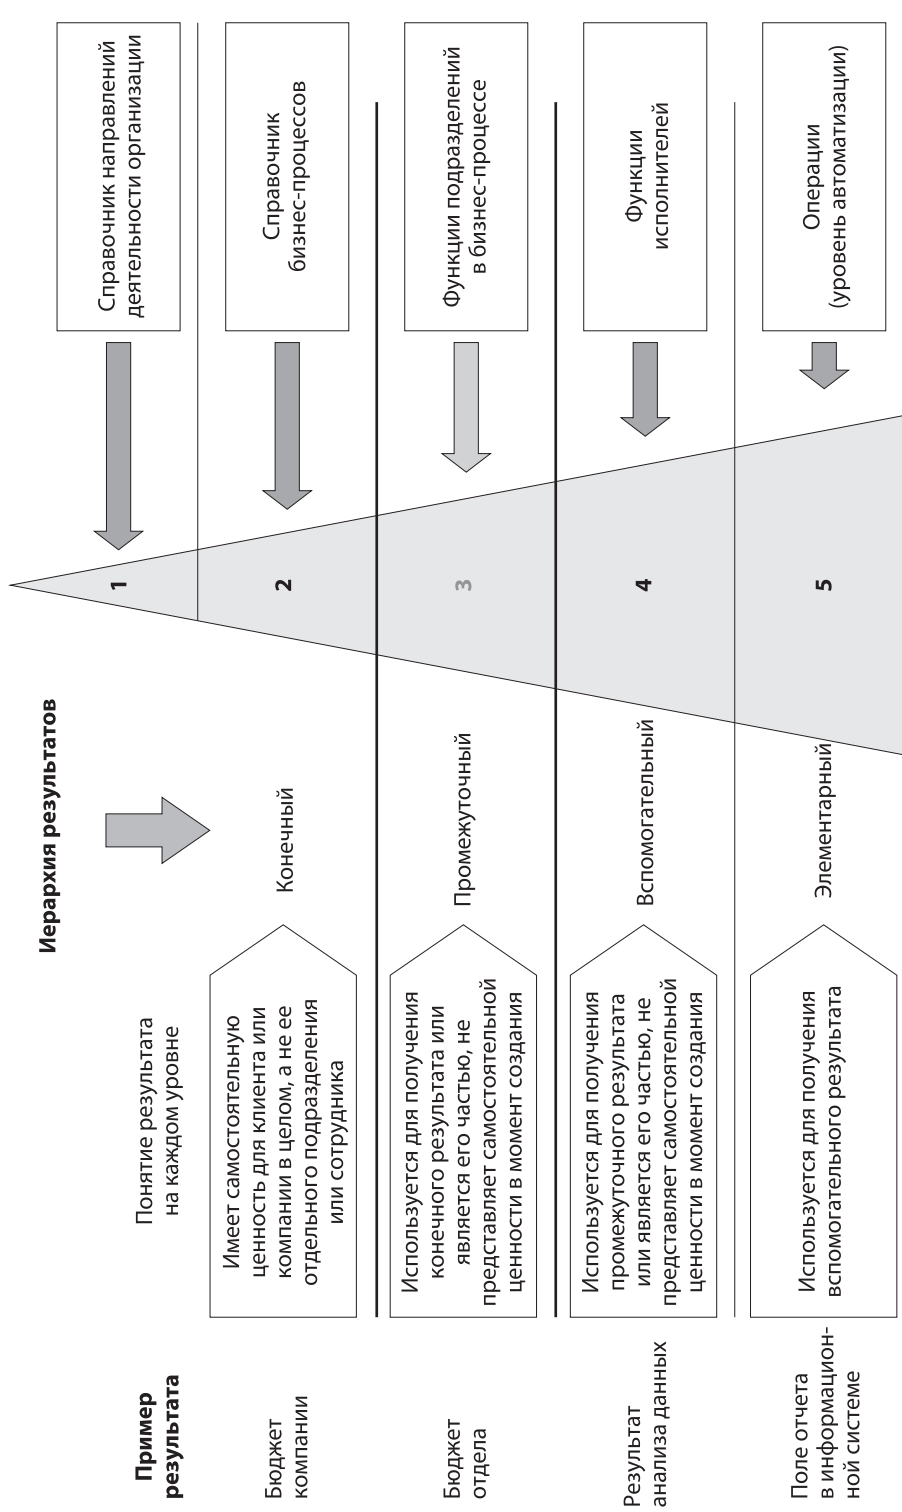 Иерархия результатов
Пример
результата
Понятие результата
на каждом уровне
1
Справочник направлений
деятельности организации
Бюджет
компании
Имеет самостоятельную
ценность для клиента или
компании в целом, а не ее
отдельного подразделения
или сотрудника
Конечный
2
Справочник
бизнес-процессов
Бюджет
отдела
Используется для получения
конечного результата или
является его частью, не
представляет самостоятельной
ценности в момент создания
Промежуточный
3
Функции подразделений
в бизнес-процессе
Результат
анализа данных
Используется для получения
промежуточного результата
или является его частью, не
представляет самостоятельной
ценности в момент создания
Вспомогательный
4
Функции
исполнителей
Поле отчета
в информацион-
ной системе
Используется для получения
вспомогательного результата
Элементарный
5
Операции
(уровень автоматизации)